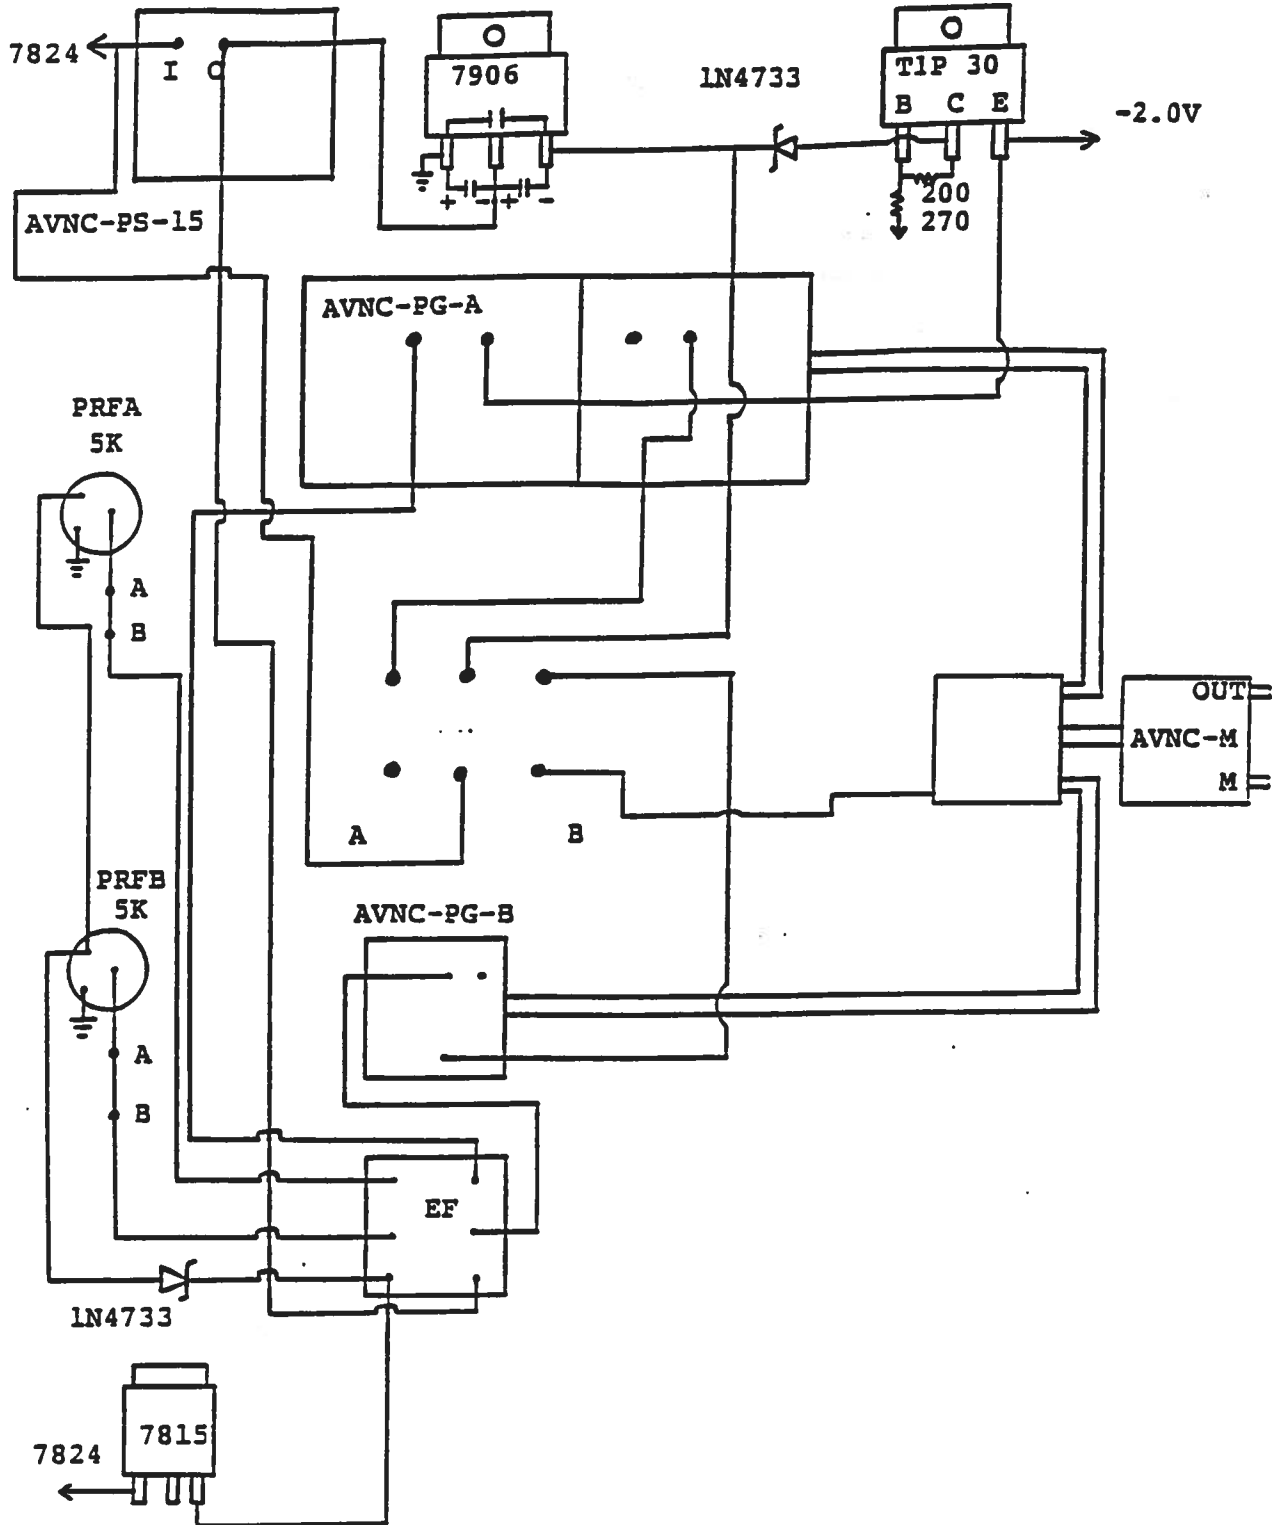 7824
I O
AVNC-PS-15
7906
+ - + -
1N4733
TIP 30
B C E
-2.0V
200
270
AVNC-PG-A
PRFA
5K
A
B
OUT
AVNC-M
M
A
B
PRFB
5K
AVNC-PG-B
A
B
EF
1N4733
7815
7824